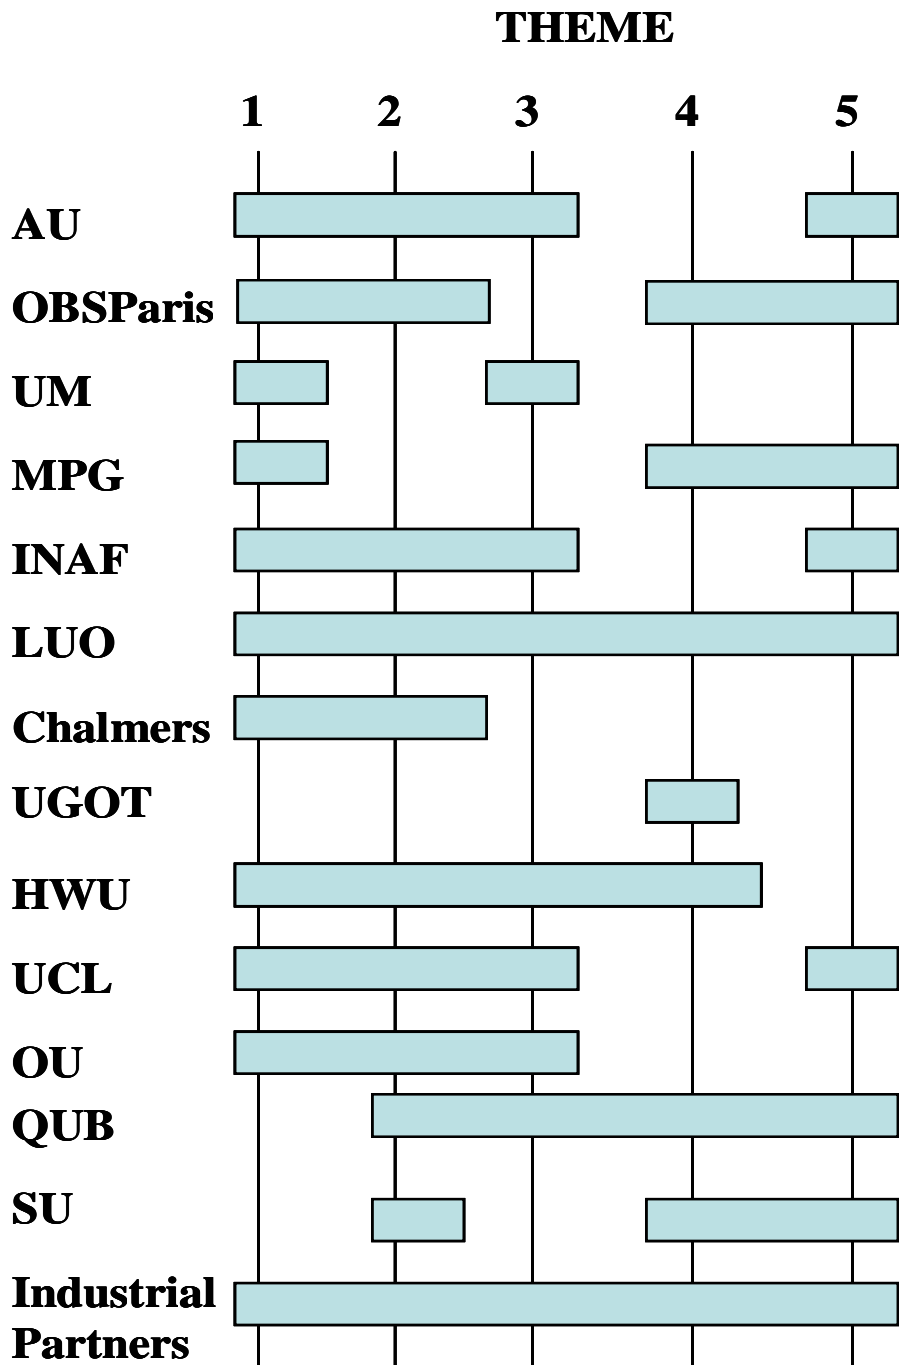 THEME
1 2 3 4 5
AU
OBSParis
UM
MPG
INAF
LUO
Chalmers
UGOT
HWU
UCL
OU
QUB
SU
Industrial
Partners